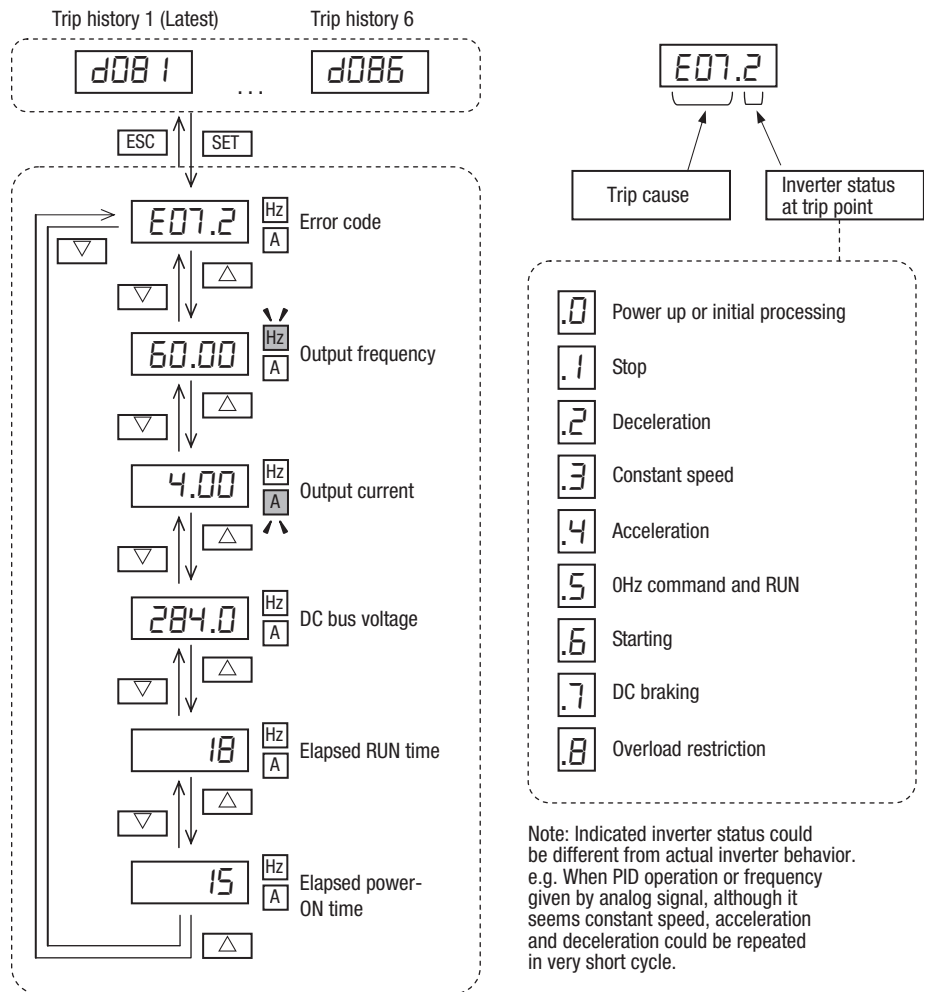 Trip history 1 (Latest)
Trip history 6
d081
...
d086
ESC
SET
E07.2
Hz
A
Error code
60.00
Hz
A
Output frequency
4.00
Hz
A
Output current
284.0
Hz
A
DC bus voltage
18
Hz
A
Elapsed RUN time
15
Hz
A
Elapsed power-
ON time
E07.2
Trip cause
Inverter status
at trip point
.0 Power up or initial processing
.1 Stop
.2 Deceleration
.3 Constant speed
.4 Acceleration
.5 0Hz command and RUN
.6 Starting
.7 DC braking
.8 Overload restriction
Note: Indicated inverter status could
be different from actual inverter behavior.
e.g. When PID operation or frequency
given by analog signal, although it
seems constant speed, acceleration
and deceleration could be repeated
in very short cycle.